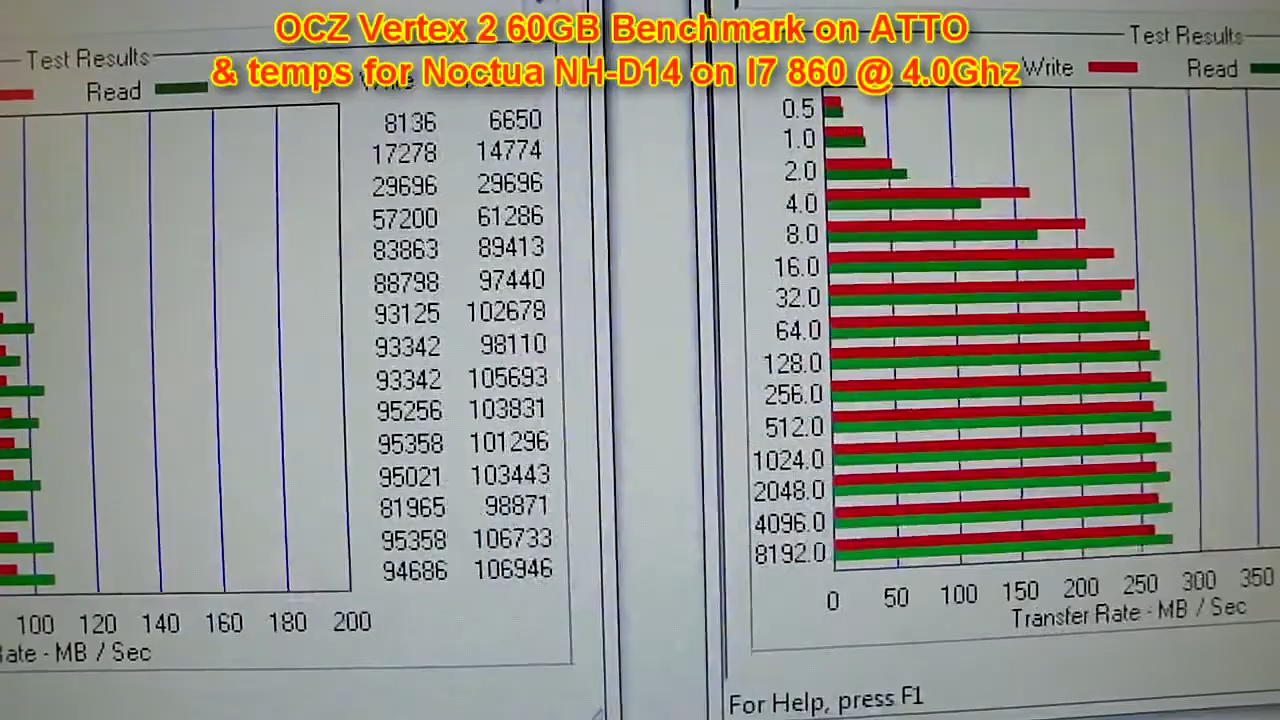 OCZ Vertex 2 60GB Benchmark on ATTO
& temps for Noctua NH-D14 on I7 860 @ 4.0Ghz
Test Results
Read
8136 6650
17278 14774
29696 29696
57200 61286
83863 89413
88798 97440
93125 102678
93342 98110
93342 105693
95256 103831
95358 101296
95021 103443
81965 98871
95358 106733
94686 106946
100 120 140 160 180 200
Rate - MB / Sec
Test Results
Write Read
0.5
1.0
2.0
4.0
8.0
16.0
32.0
64.0
128.0
256.0
512.0
1024.0
2048.0
4096.0
8192.0
0 50 100 150 200 250 300 350
Transfer Rate - MB / Sec
For Help, press F1